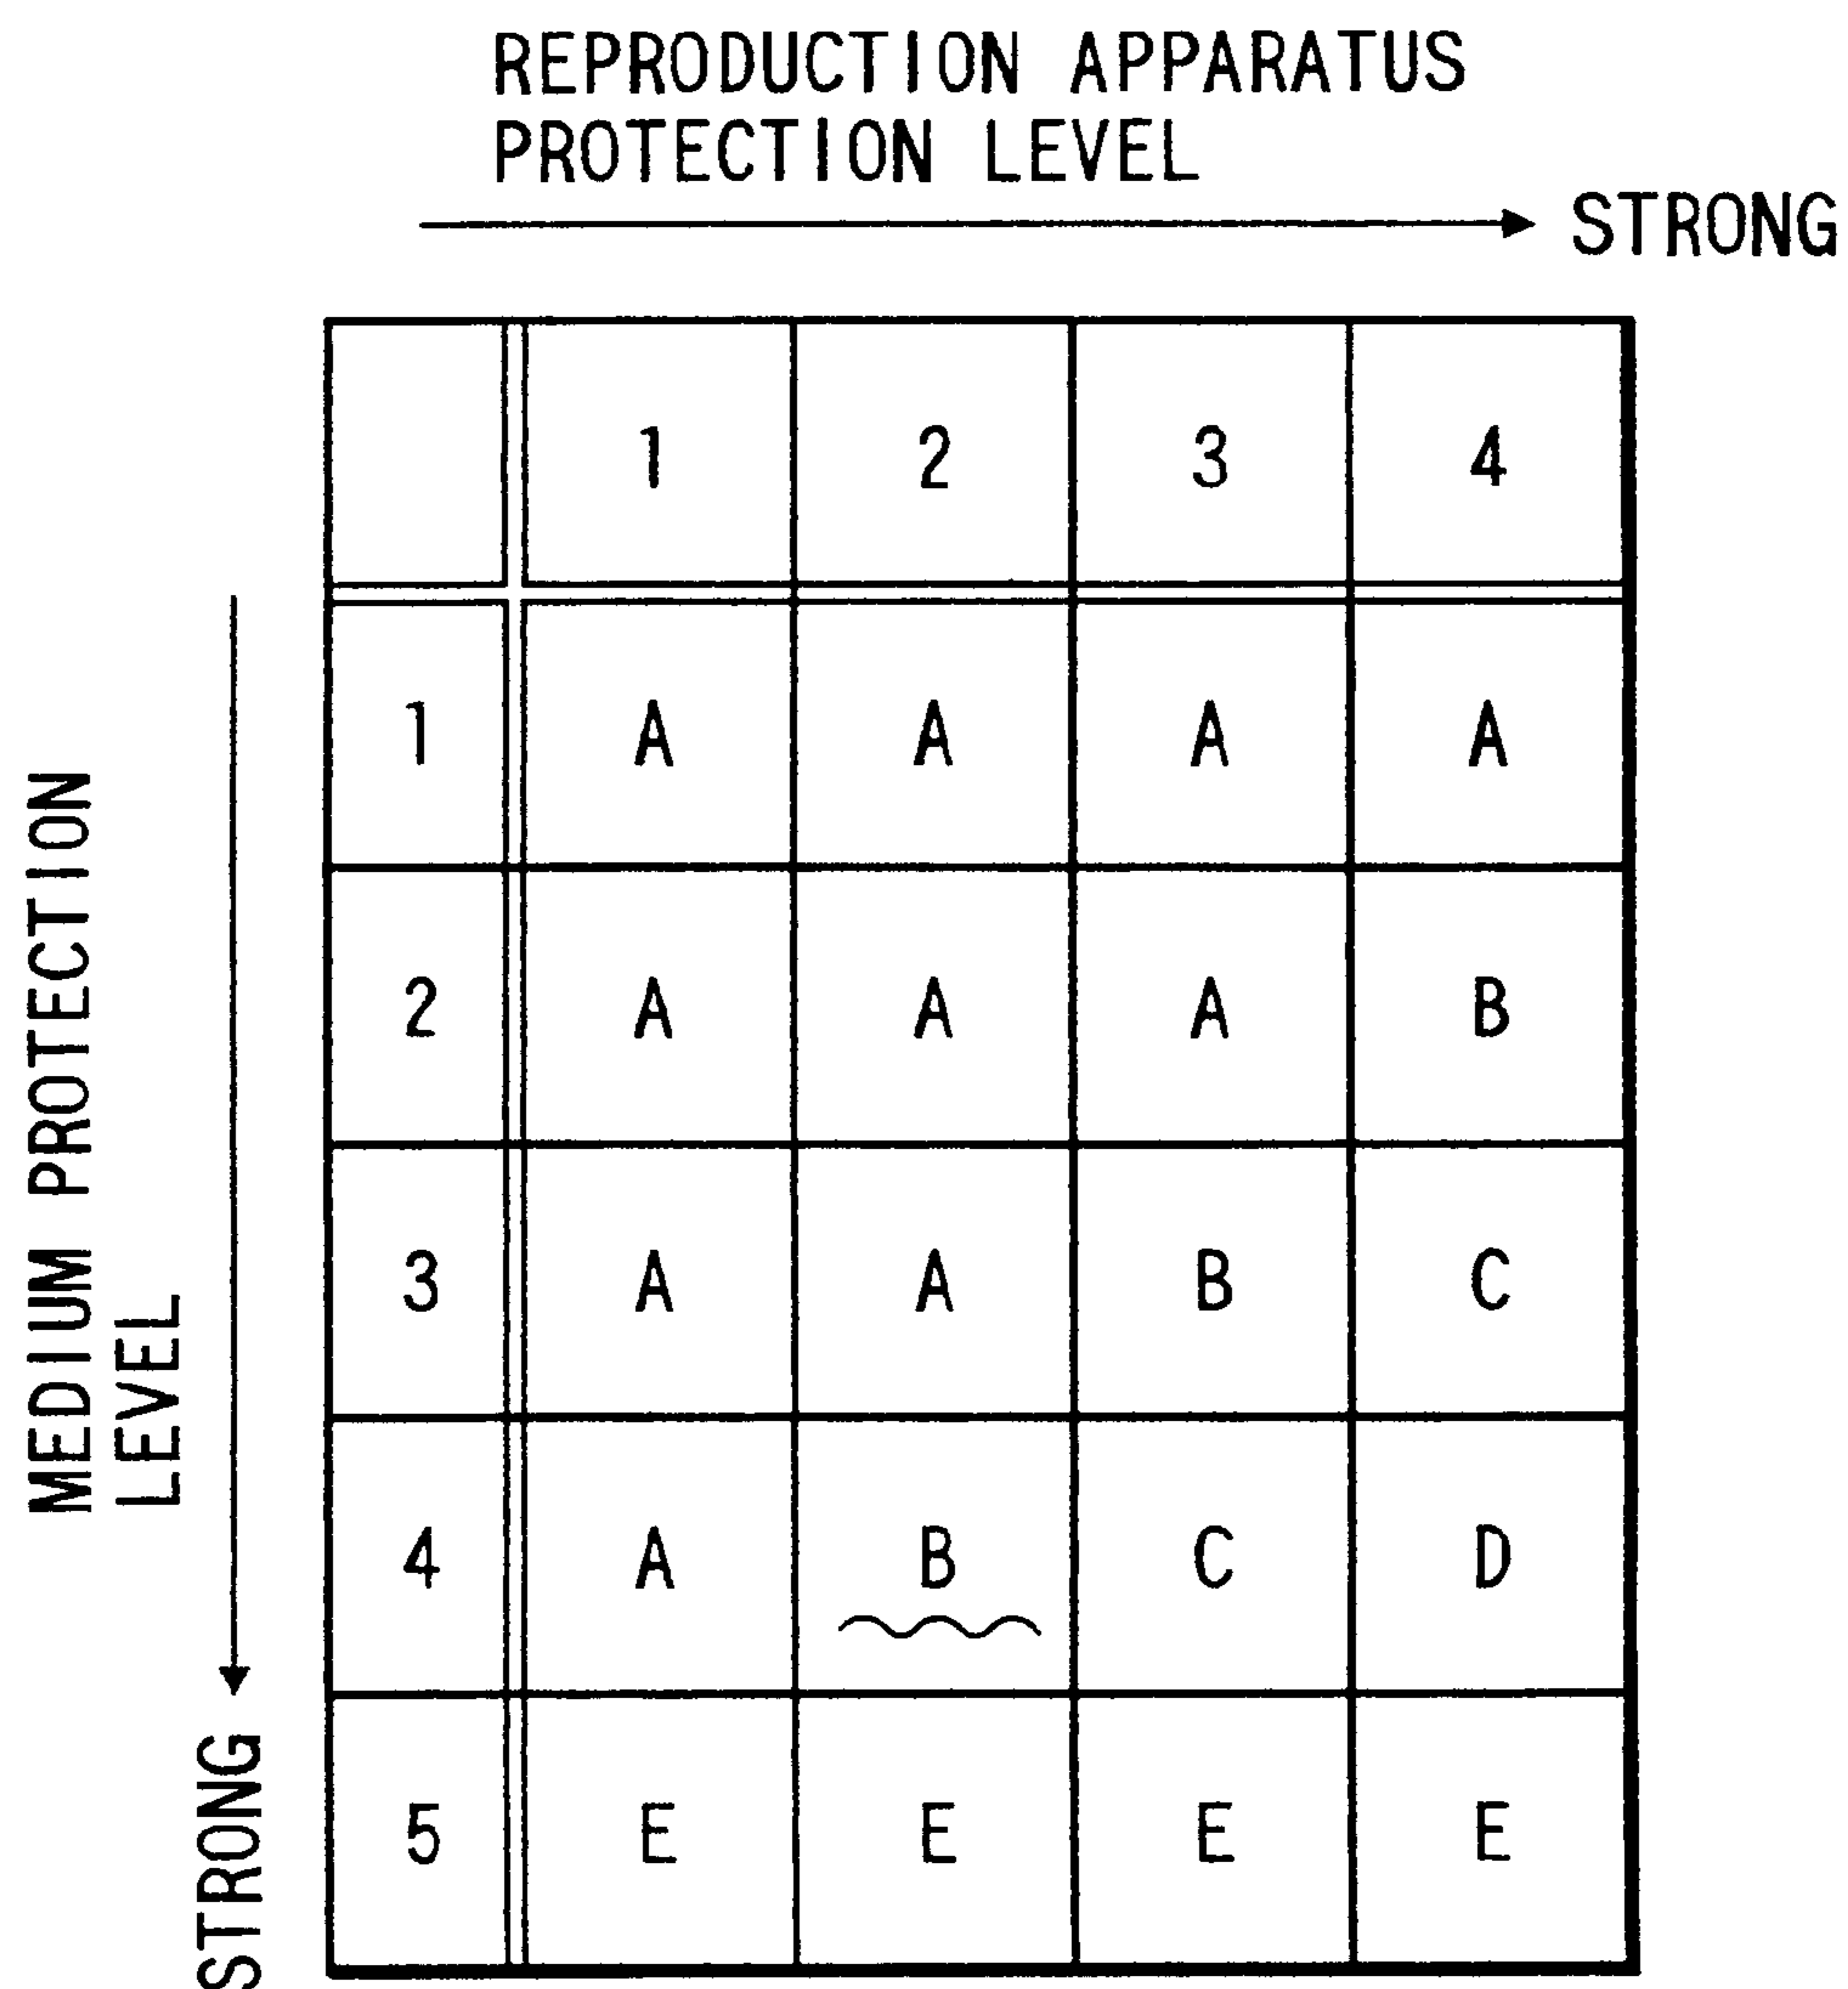 REPRODUCTION APPARATUS
PROTECTION LEVEL
STRONG
1 2 3 4
1 A A A A
2 A A A B
3 A A B C
4 A B C D
5 E E E E
MEDIUM PROTECTION
LEVEL
STRONG